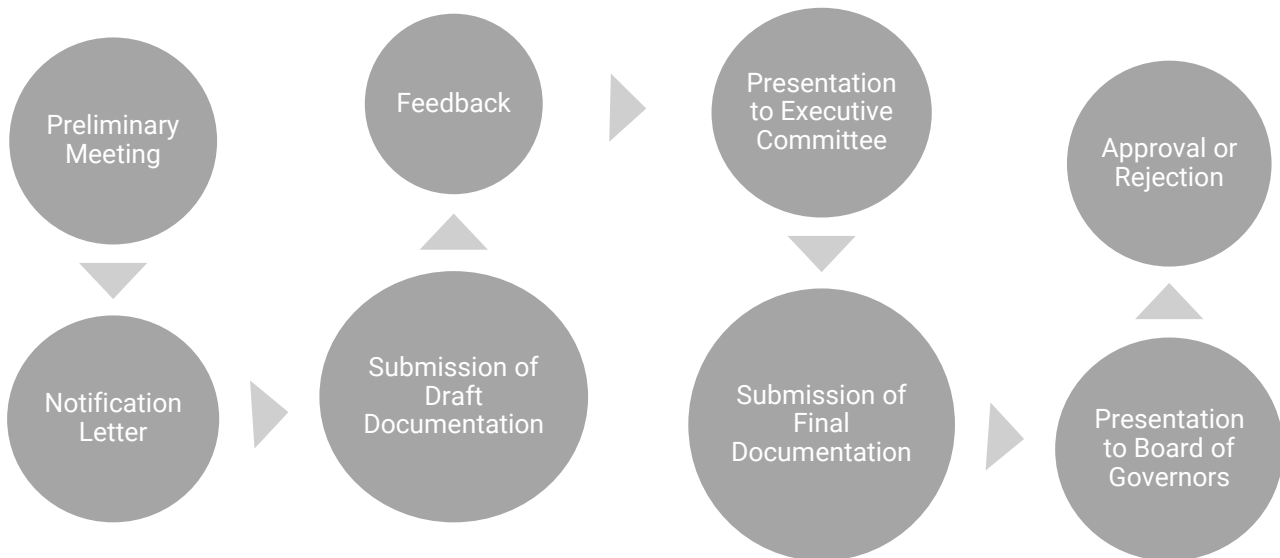 Preliminary
Meeting
Notification
Letter
Submission of
Draft
Documentation
Feedback
Presentation
to Executive
Committee
Submission of
Final
Documentation
Presentation
to Board of
Governors
Approval or
Rejection